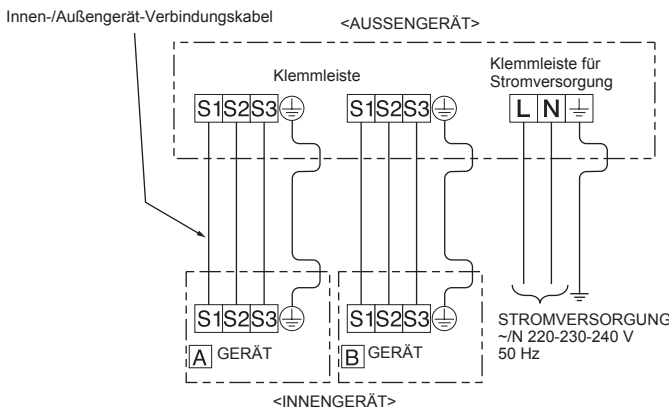 Innen-/Außengerät-Verbindungskabel
<AUSSENGERÄT>
Klemmleiste
Klemmleiste für
Stromversorgung
S1 S2 S3
S1 S2 S3
L N
S1 S2 S3
S1 S2 S3
A GERÄT
B GERÄT
STROMVERSORGUNG
~/N 220-230-240 V
50 Hz
<INNENGERÄT>